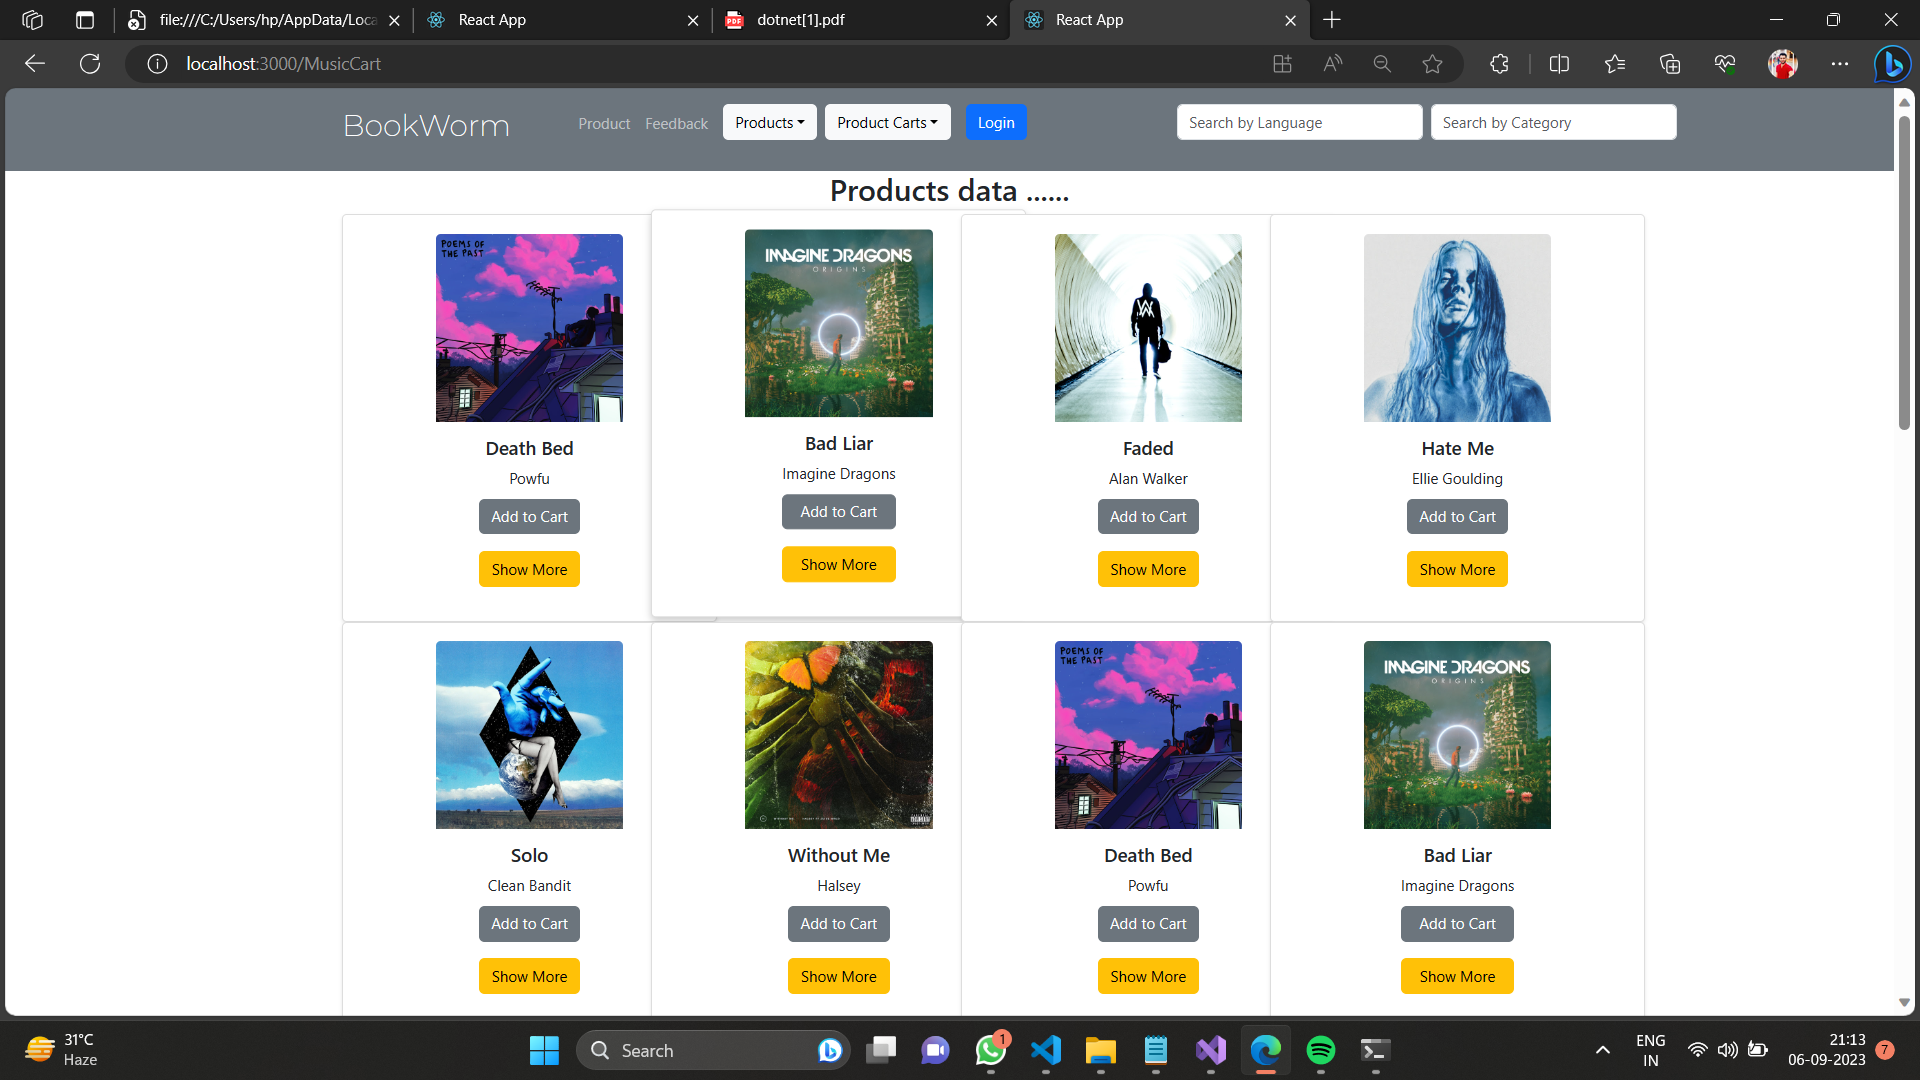 file:///C:/Users/hp/AppData/Loca
React App
dotnet[1].pdf
React App
localhost:3000/MusicCart
BookWorm
Product
Feedback
Products
Product Carts
Login
Search by Language
Search by Category
Products data ......
POEMS OF
THE PAST
IMAGINE DRAGONS
ORIGINS
Death Bed
Bad Liar
Faded
Hate Me
Powfu
Imagine Dragons
Alan Walker
Ellie Goulding
Add to Cart
Add to Cart
Add to Cart
Add to Cart
Show More
Show More
Show More
Show More
POEMS OF
THE PAST
IMAGINE DRAGONS
ORIGINS
Solo
Without Me
Death Bed
Bad Liar
Clean Bandit
Halsey
Powfu
Imagine Dragons
Add to Cart
Add to Cart
Add to Cart
Add to Cart
Show More
Show More
Show More
Show More
31°C
Haze
Search
1
ENG
IN
21:13
06-09-2023
7